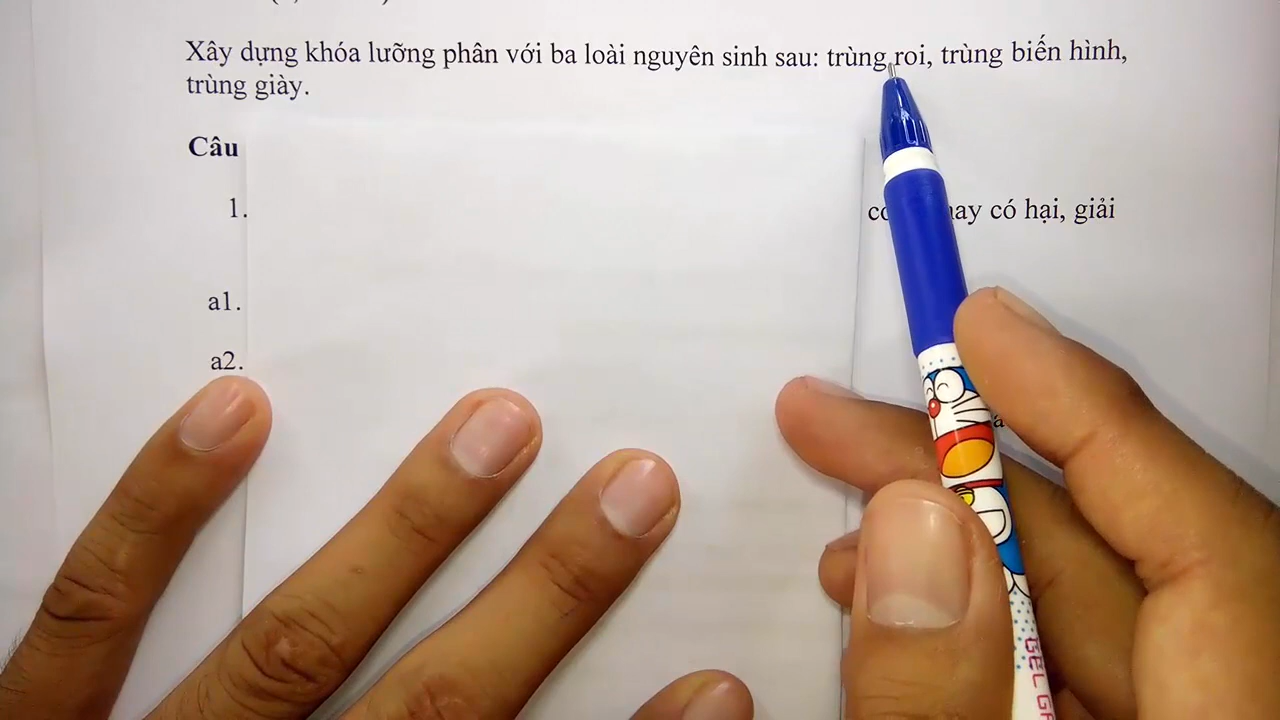 Xây dựng khóa lưỡng phân với ba loài nguyên sinh sau: trùng roi, trùng biến hình,
trùng giày.
Câu
1. hay có hại, giải
a1.
a2.
GEL